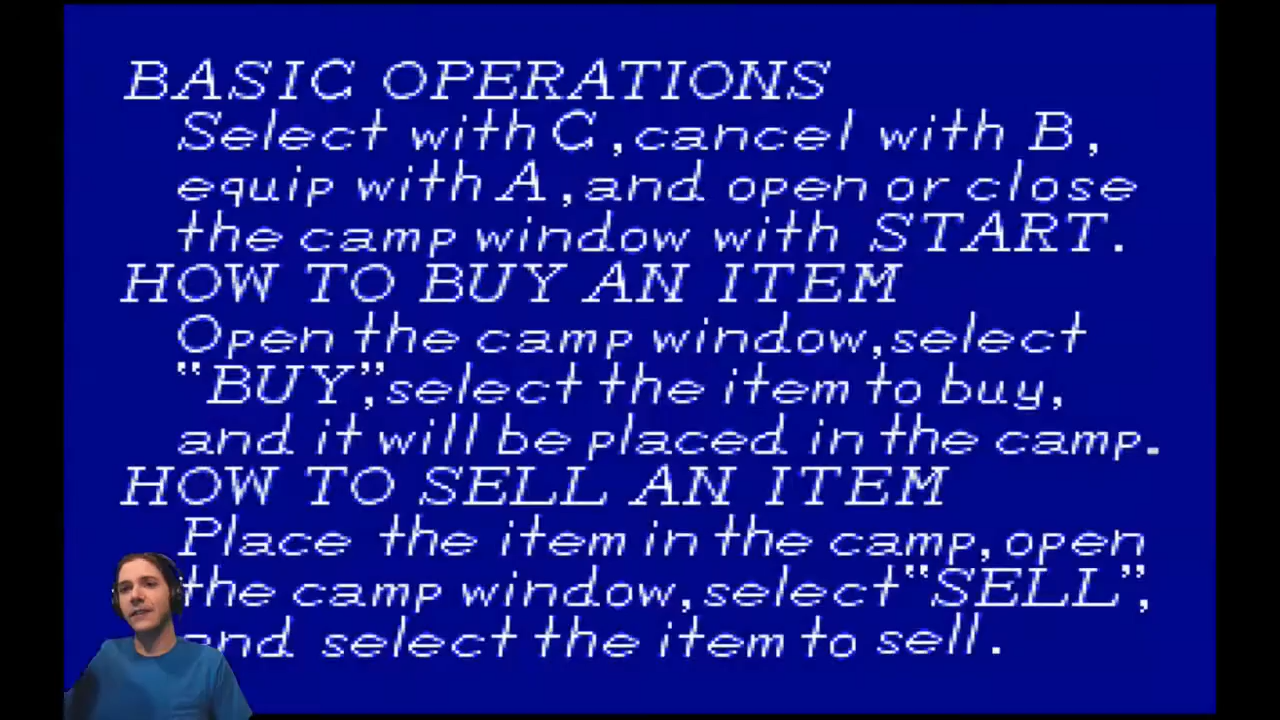 BASIC OPERATIONS
Select with C,cancel with B,
equip with A,and open or close
the camp window with START.
HOW TO BUY AN ITEM
Open the camp window,select
"BUY",select the item to buy,
and it will be placed in the camp.
HOW TO SELL AN ITEM
Place the item in the camp,open
the camp window,select"SELL",
and select the item to sell.